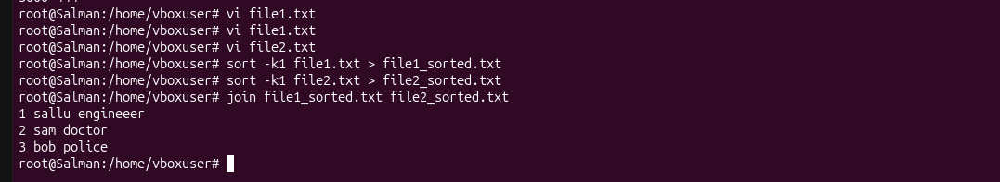 root@Salman:/home/vboxuser# vi file1.txt
root@Salman:/home/vboxuser# vi file1.txt
root@Salman:/home/vboxuser# vi file2.txt
root@Salman:/home/vboxuser# sort -k1 file1.txt > file1_sorted.txt
root@Salman:/home/vboxuser# sort -k1 file2.txt > file2_sorted.txt
root@Salman:/home/vboxuser# join file1_sorted.txt file2_sorted.txt
1 sallu engineeer
2 sam doctor
3 bob police
root@Salman:/home/vboxuser#